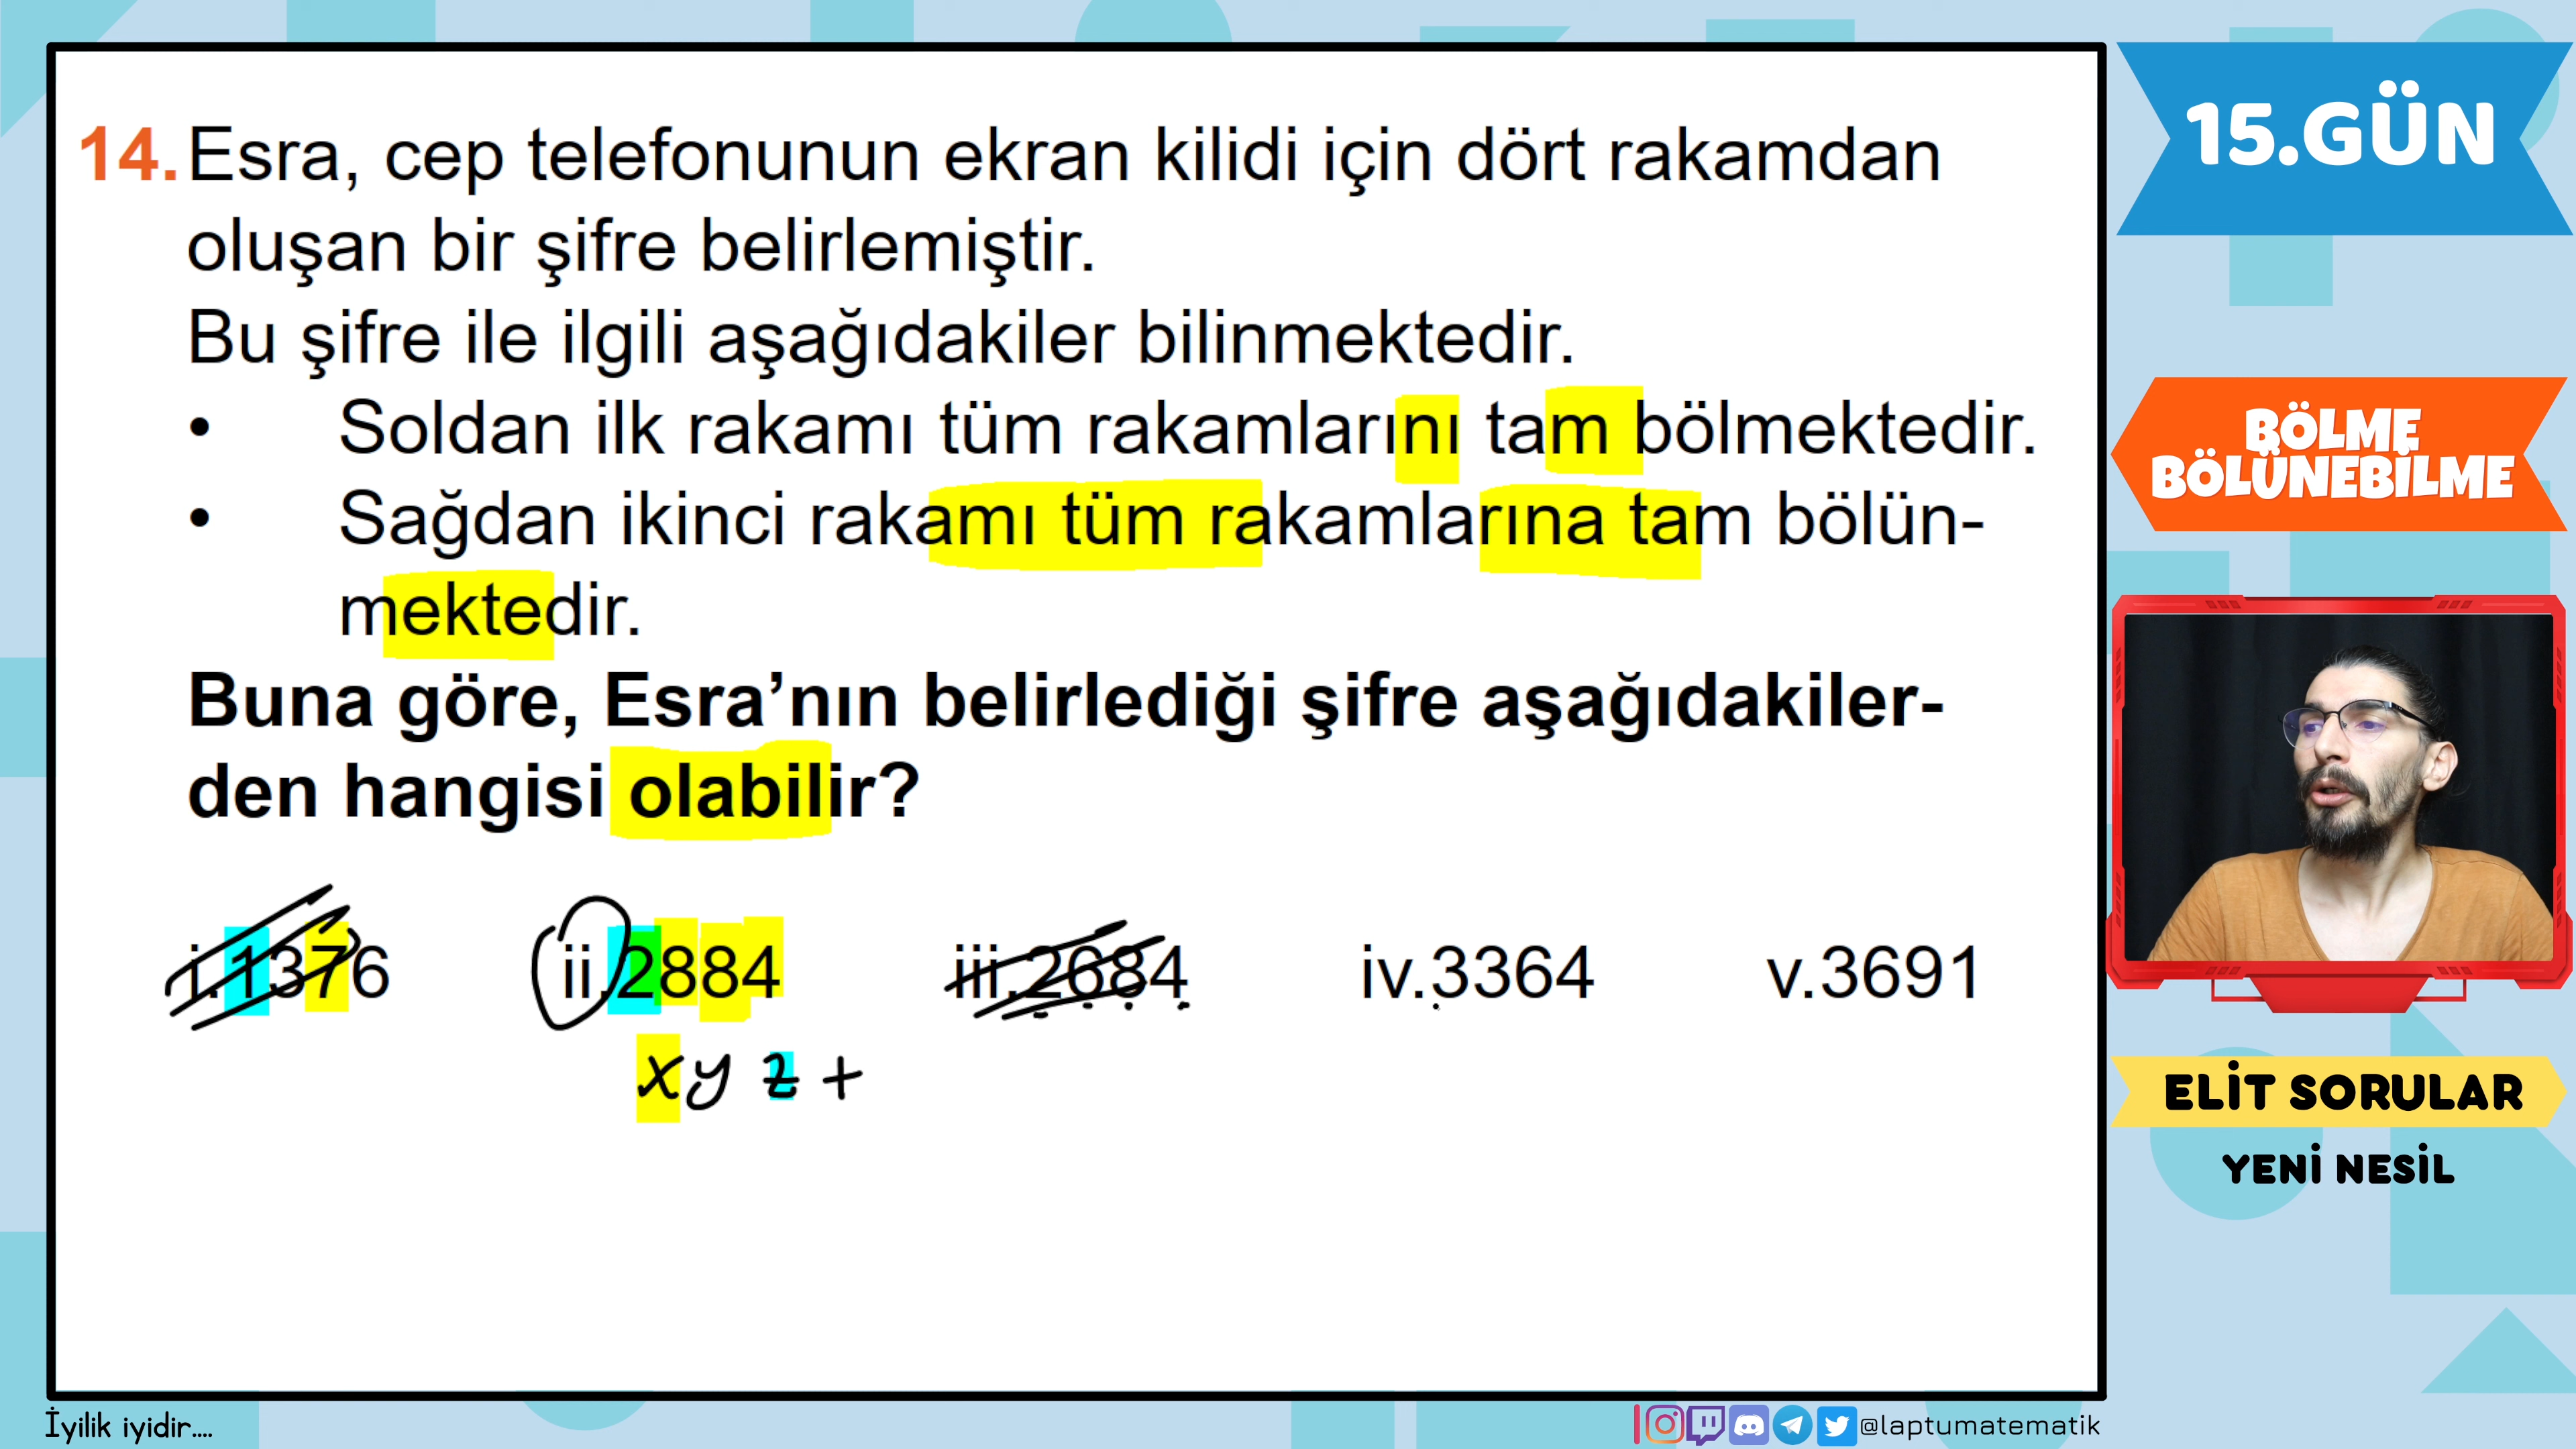 14. Esra, cep telefonunun ekran kilidi için dört rakamdan
oluşan bir şifre belirlemiştir.
Bu şifre ile ilgili aşağıdakiler bilinmektedir.
• Soldan ilk rakamı tüm rakamlarını tam bölmektedir.
• Sağdan ikinci rakamı tüm rakamlarına tam bölün-
mektedir.
Buna göre, Esra’nın belirlediği şifre aşağıdakiler-
den hangisi olabilir?
i.1376 ii.2884 iii.2684 iv.3364 v.3691
x y z +
15.GÜN
BÖLME
BÖLÜNEBİLME
ELİT SORULAR
YENİ NESİL
İyilik iyidir....
@laptumatematik